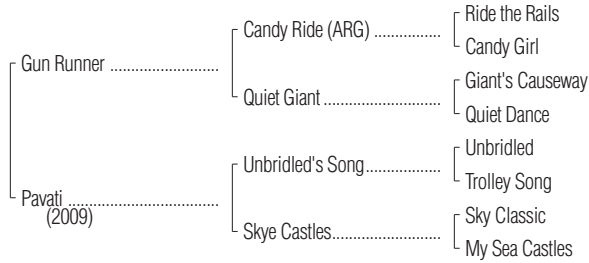 Ride the Rails
Candy Ride (ARG) ................
Candy Girl
Gun Runner ..........................
Giant's Causeway
Quiet Giant ............................
Quiet Dance
Unbridled
Unbridled's Song..................
Trolley Song
Pavati ....................................
(2009)
Sky Classic
Skye Castles..........................
My Sea Castles